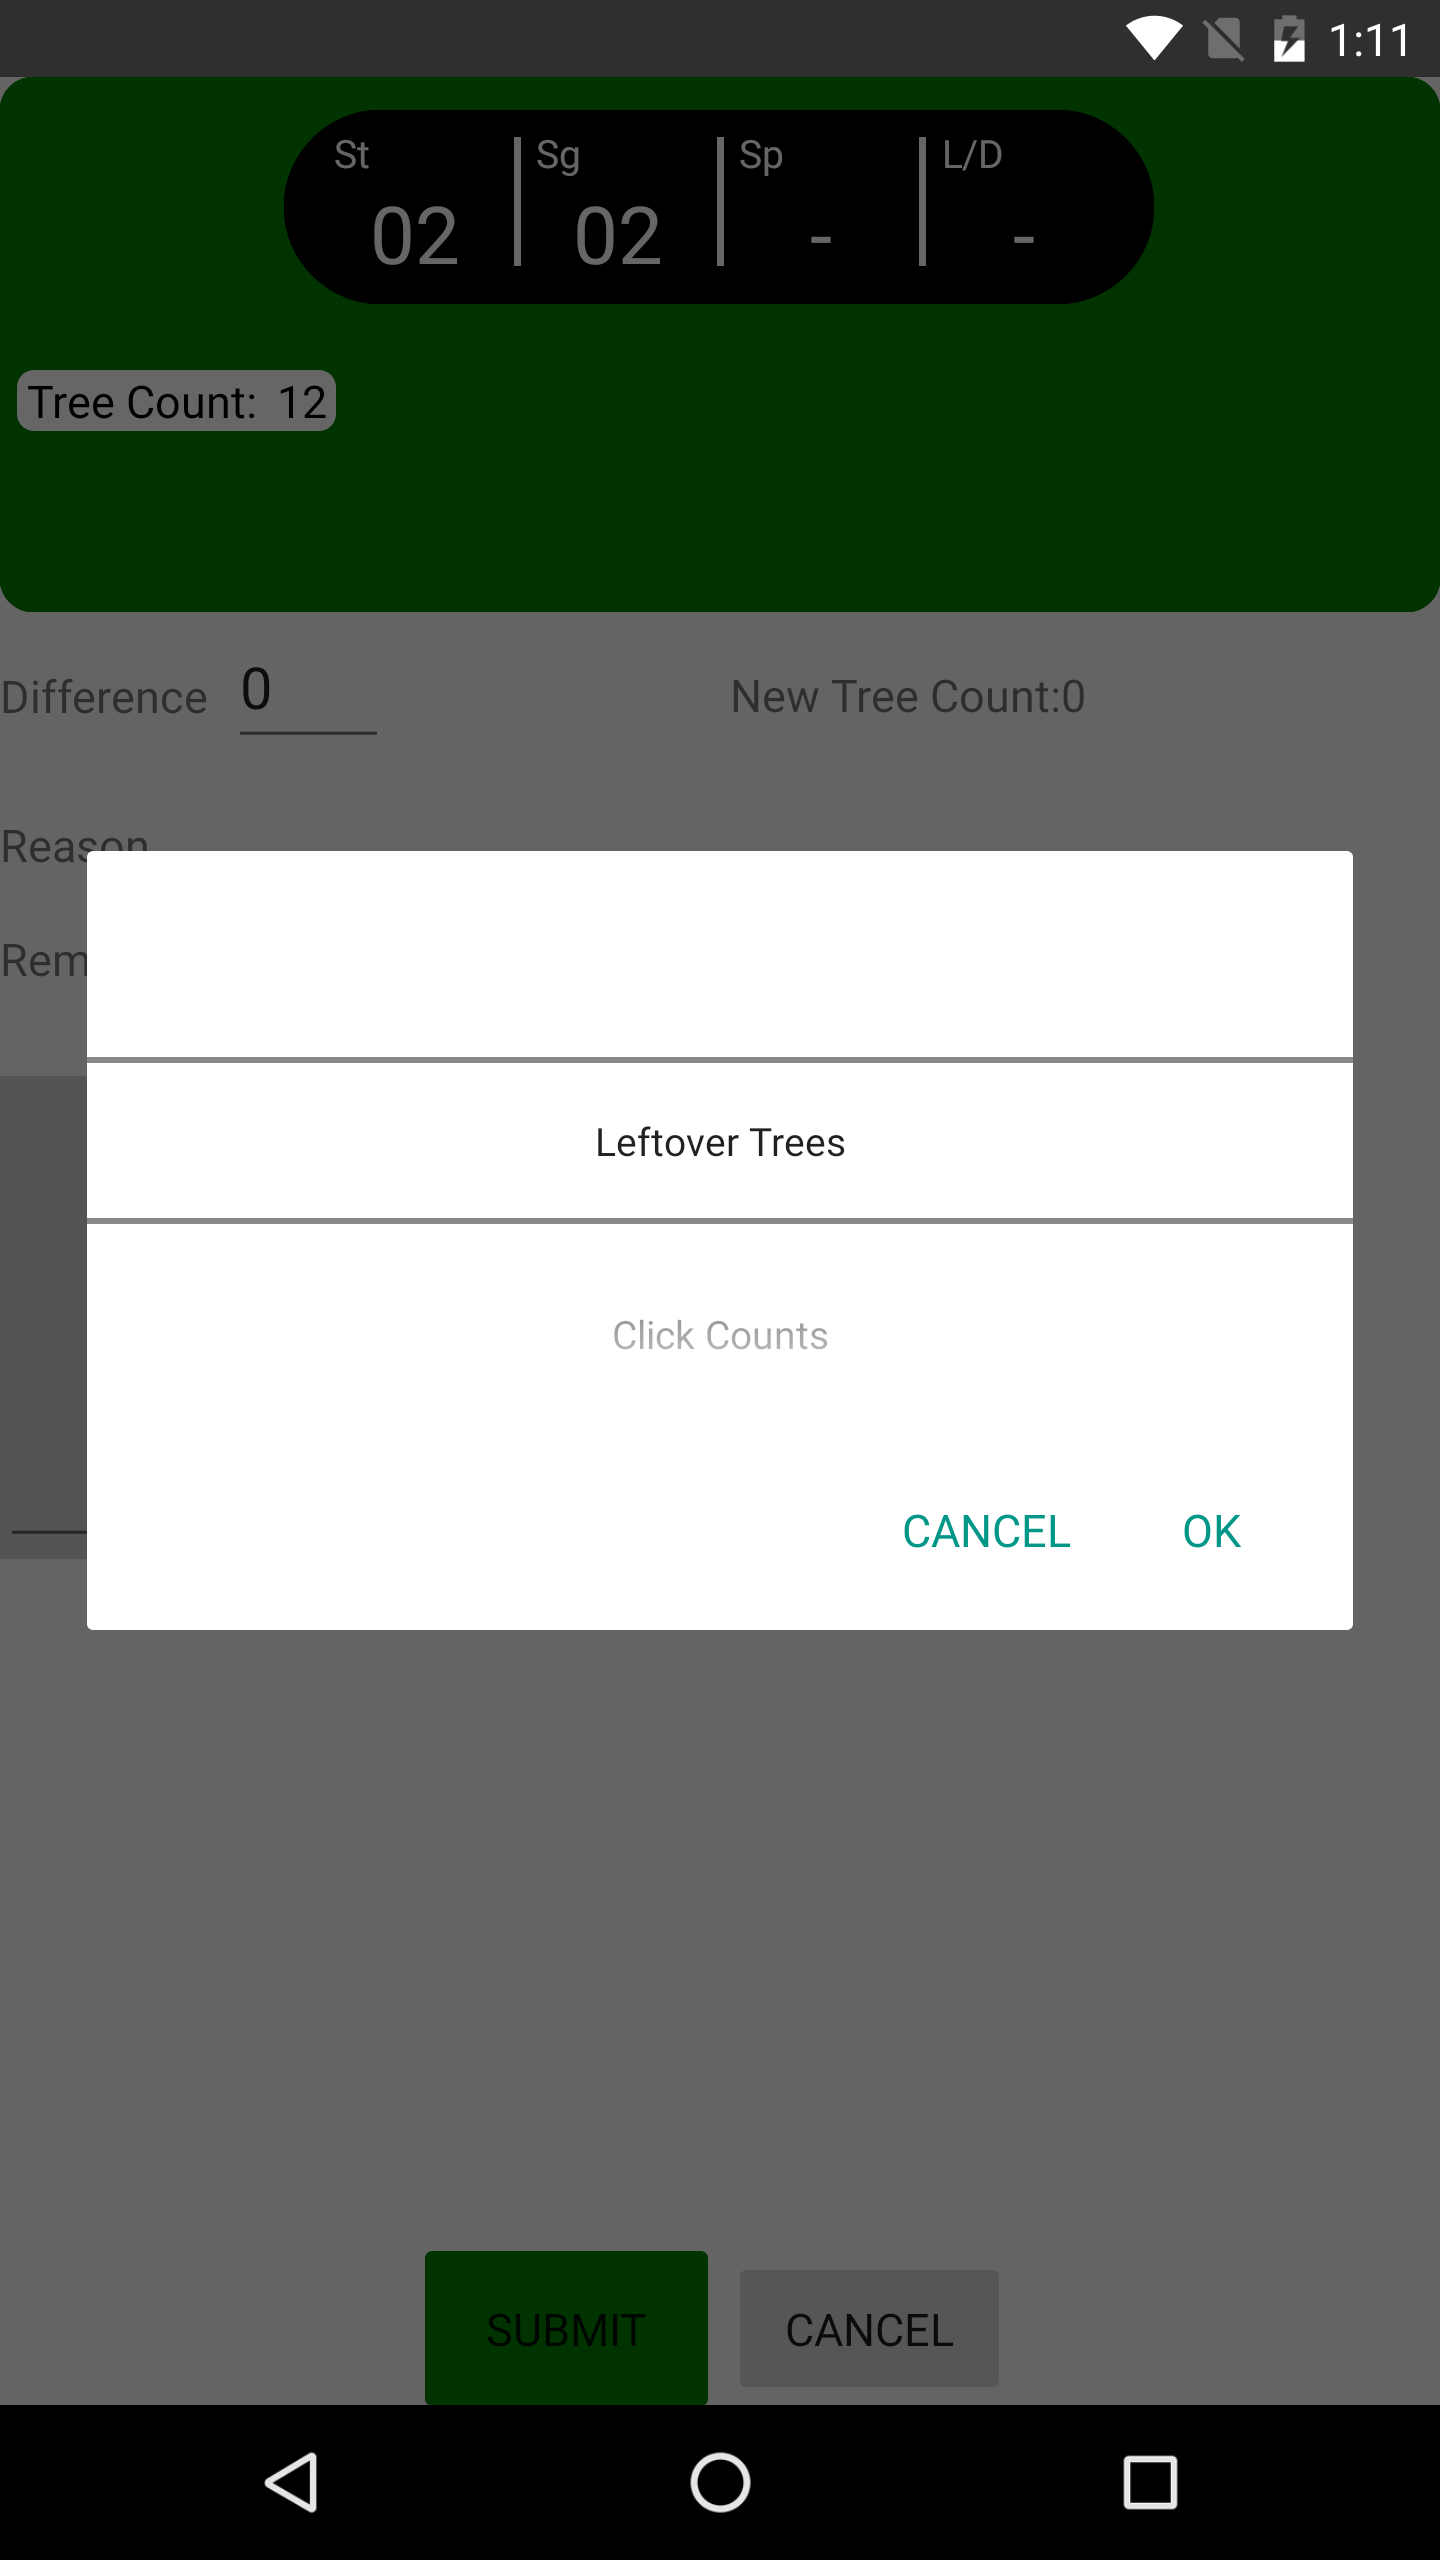 1:11
St Sg Sp L/D
02 02 - -
Tree Count: 12
Difference 0 New Tree Count:0
Reason
Rem
Leftover Trees
Click Counts
CANCEL OK
SUBMIT CANCEL